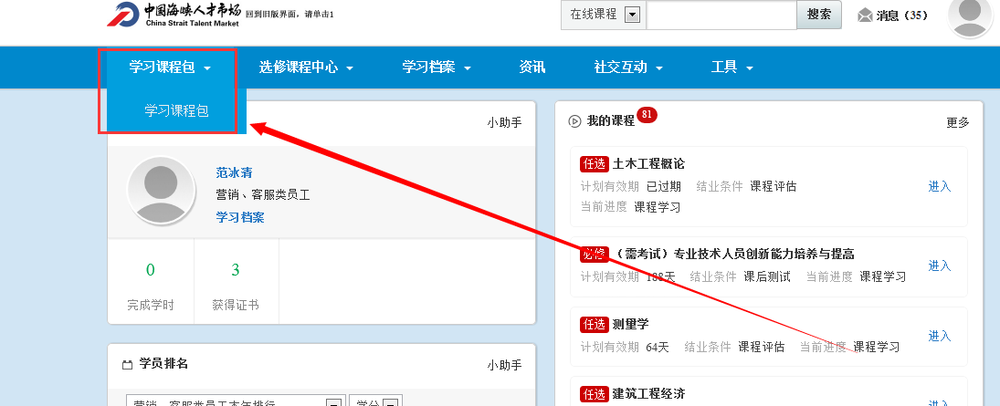 中国海峡人才市场
China Strait Talent Market
回到旧版界面，请单击1
在线课程
搜索
消息（35）
学习课程包 选修课程中心 学习档案 资讯 社交互动 工具
学习课程包
小助手
范冰清
营销、客服类员工
学习档案
0 3
完成学时 获得证书
学员排名
小助手
营销、客服类员工本年排行 学分
我的课程 81
更多
任选 土木工程概论
计划有效期 已过期 结业条件 课程评估
当前进度 课程学习
进入
必修 （需考试）专业技术人员创新能力培养与提高
计划有效期 188天 结业条件 课后测试 当前进度 课程学习
进入
任选 测量学
计划有效期 64天 结业条件 课程评估 当前进度 课程学习
进入
任选 建筑工程经济
进入